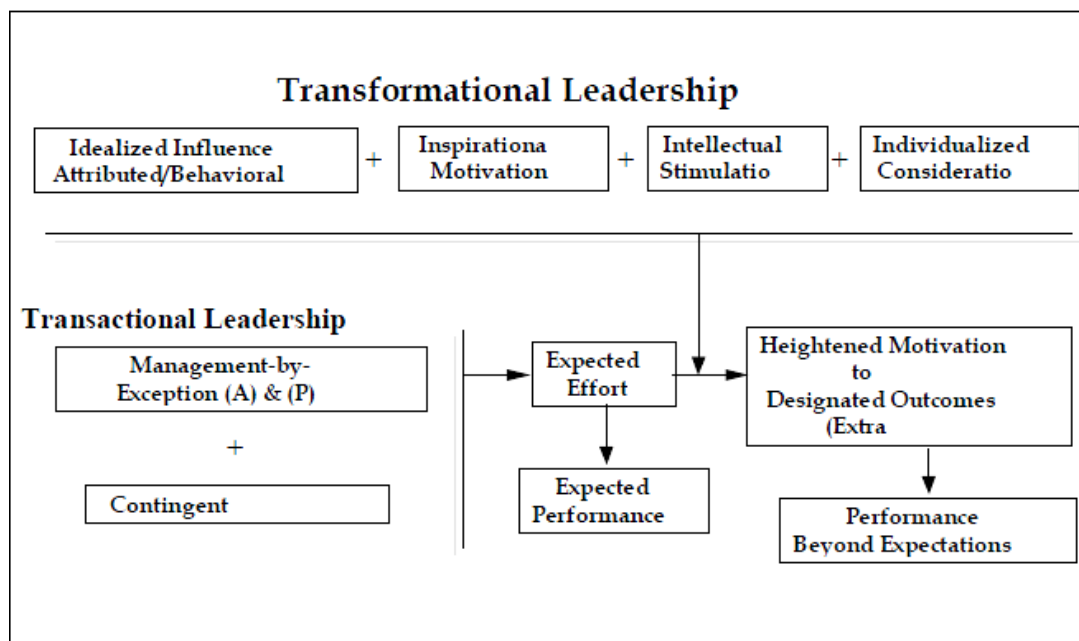 Transformational Leadership
Idealized Influence
Attributed/Behavioral
+
Inspirationa
Motivation
+
Intellectual
Stimulatio
+
Individualized
Consideratio
Transactional Leadership
Management-by-
Exception (A) & (P)
+
Contingent
Expected
Effort
Expected
Performance
Heightened Motivation
to
Designated Outcomes
(Extra
Performance
Beyond Expectations